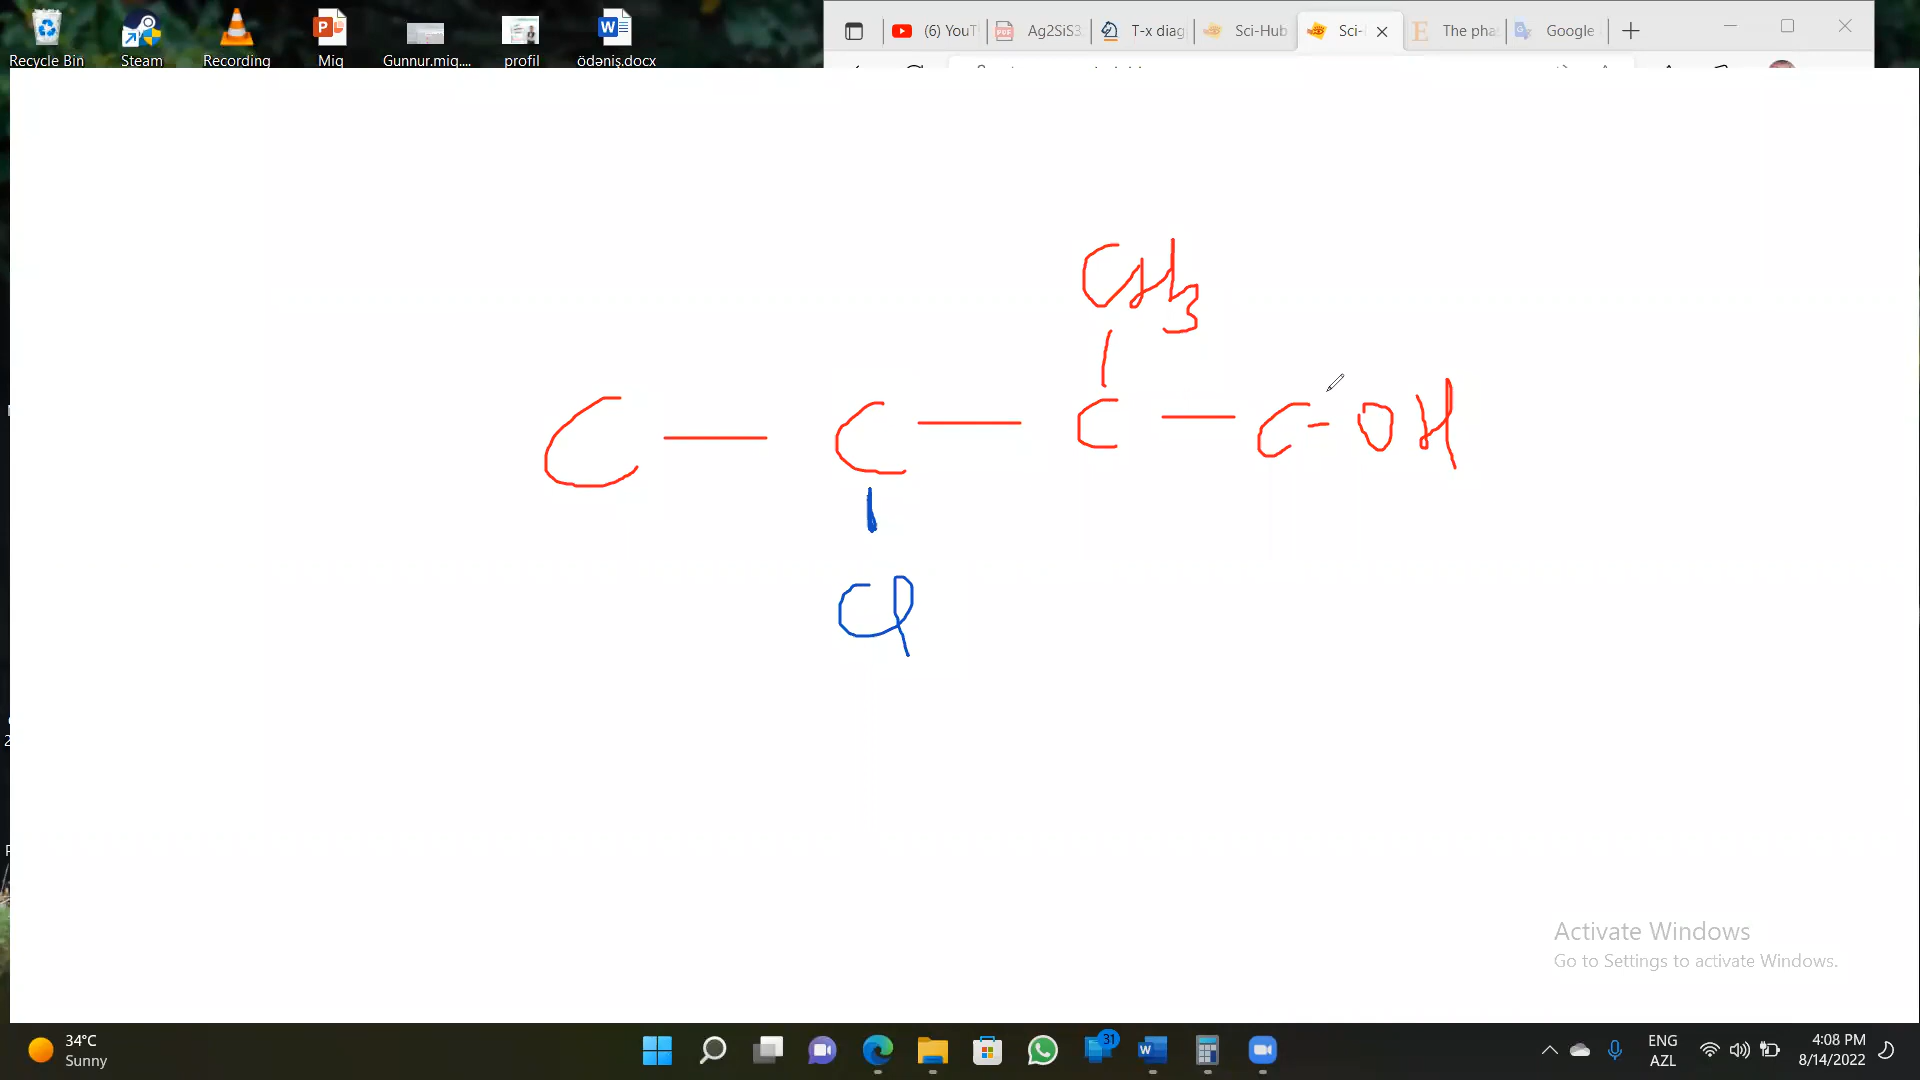 Recycle Bin
Steam
Recording
Miq
Gunnur.miq....
profil
ödəniş.docx
(6) YouT
Ag2SiS3
T-x diag
Sci-Hub
Sci-
The pha
Google
CH3
C — C — C — C - OH
Cl
Activate Windows
Go to Settings to activate Windows.
34°C
Sunny
31
ENG
AZL
4:08 PM
8/14/2022